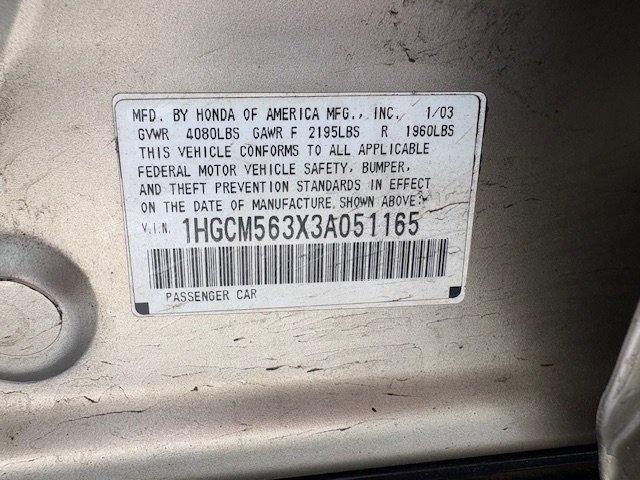 MFD. BY HONDA OF AMERICA MFG., INC. 1/03
GVWR 4080LBS GAWR F 2195LBS R 1960LBS
THIS VEHICLE CONFORMS TO ALL APPLICABLE
FEDERAL MOTOR VEHICLE SAFETY, BUMPER,
AND THEFT PREVENTION STANDARDS IN EFFECT
ON THE DATE OF MANUFACTURE SHOWN ABOVE.
V.I.N. 1HGCM563X3A051165
PASSENGER CAR